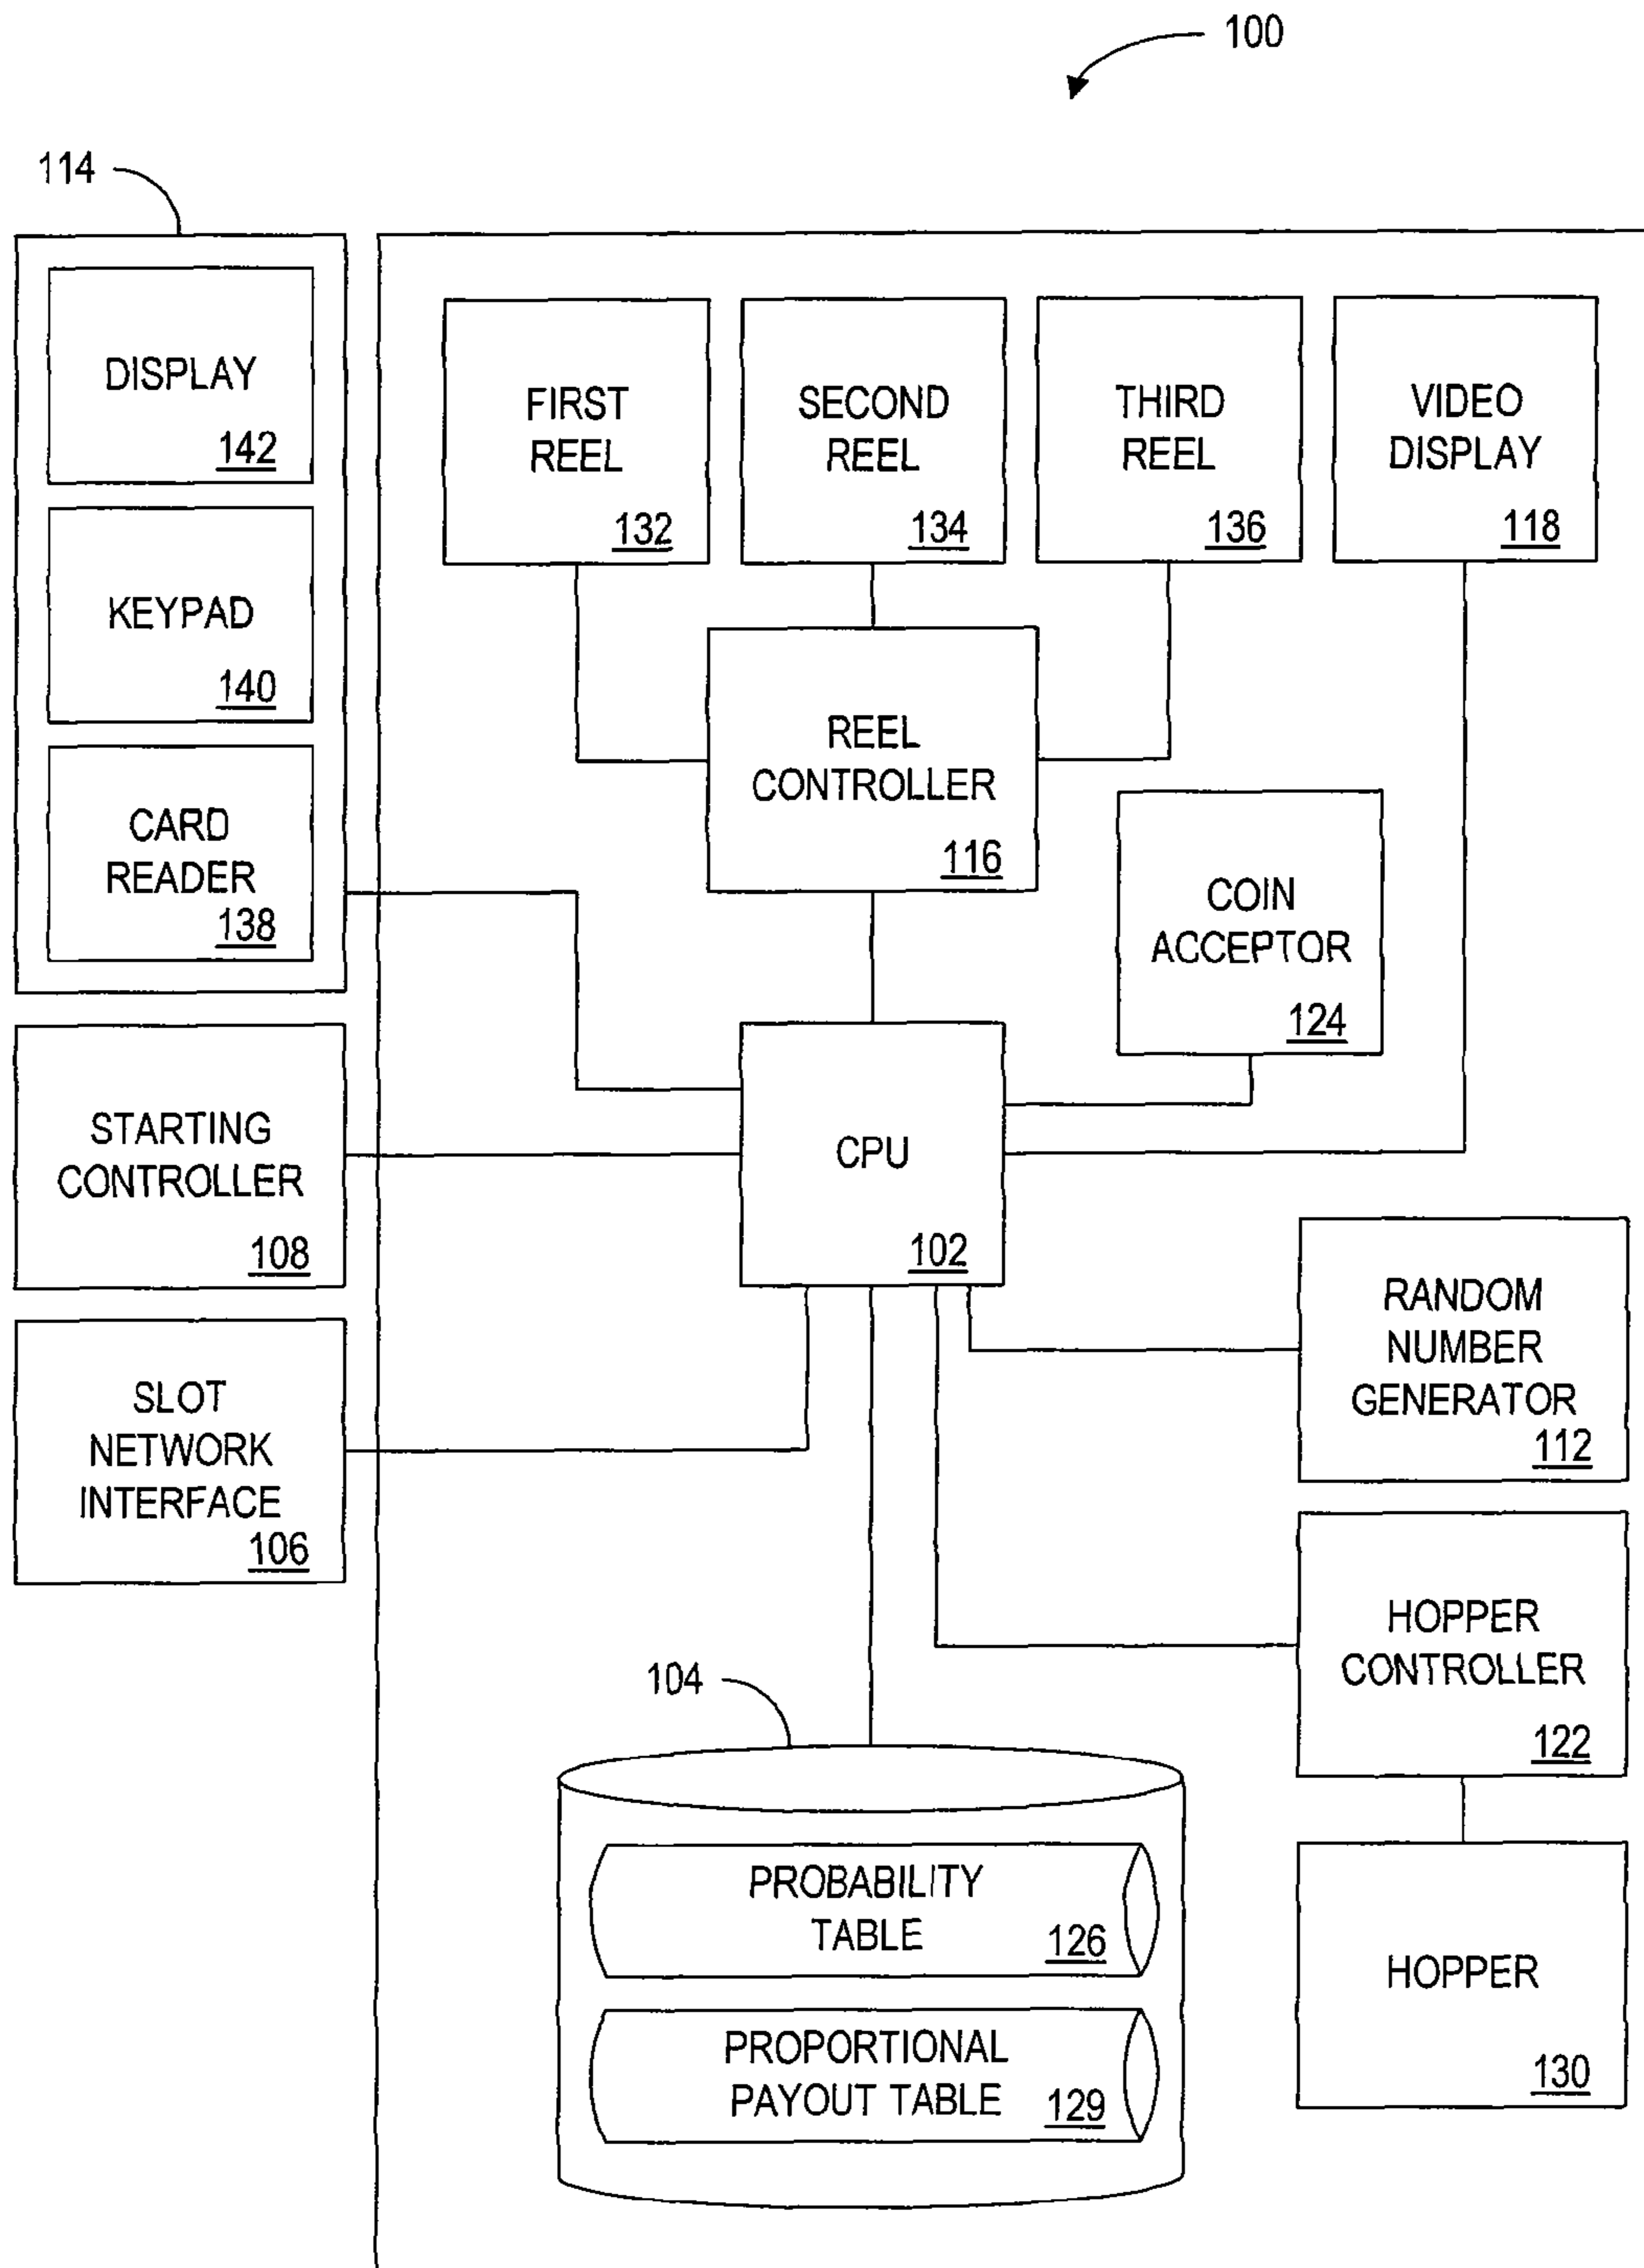 100
114
DISPLAY
142
KEYPAD
140
CARD
READER
138
FIRST
REEL
132
SECOND
REEL
134
THIRD
REEL
136
VIDEO
DISPLAY
118
REEL
CONTROLLER
116
COIN
ACCEPTOR
124
STARTING
CONTROLLER
108
CPU
102
SLOT
NETWORK
INTERFACE
106
RANDOM
NUMBER
GENERATOR
112
HOPPER
CONTROLLER
122
104
PROBABILITY
TABLE
126
PROPORTIONAL
PAYOUT TABLE
129
HOPPER
130